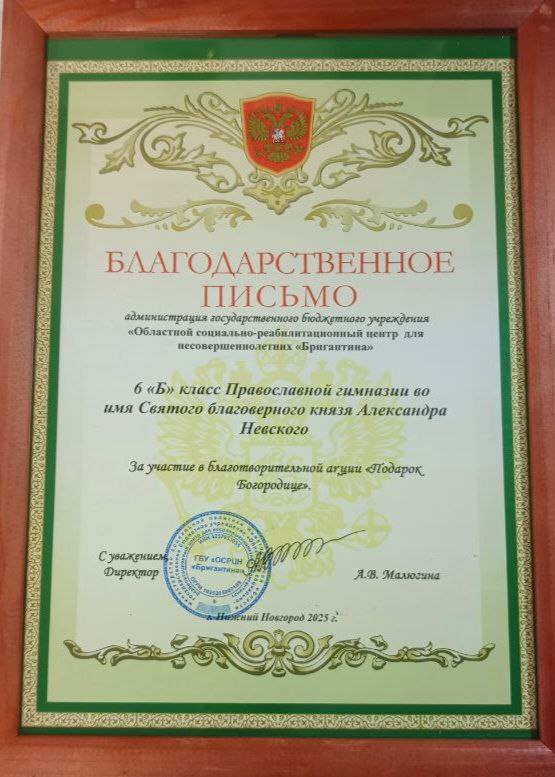 БЛАГОДАРСТВЕННОЕ
ПИСЬМО
администрация государственного бюджетного учреждения
«Областной социально-реабилитационный центр для
несовершеннолетних «Бригантина»
6 «Б» класс Православной гимназии во
имя Святого благоверного князя Александра
Невского
За участие в благотворительной акции «Подарок
Богородице».
С уважением,
Директор
ГБУ «ОСРЦН
«Бригантина»
А.В. Малюгина
г. Нижний Новгород 2025 г.